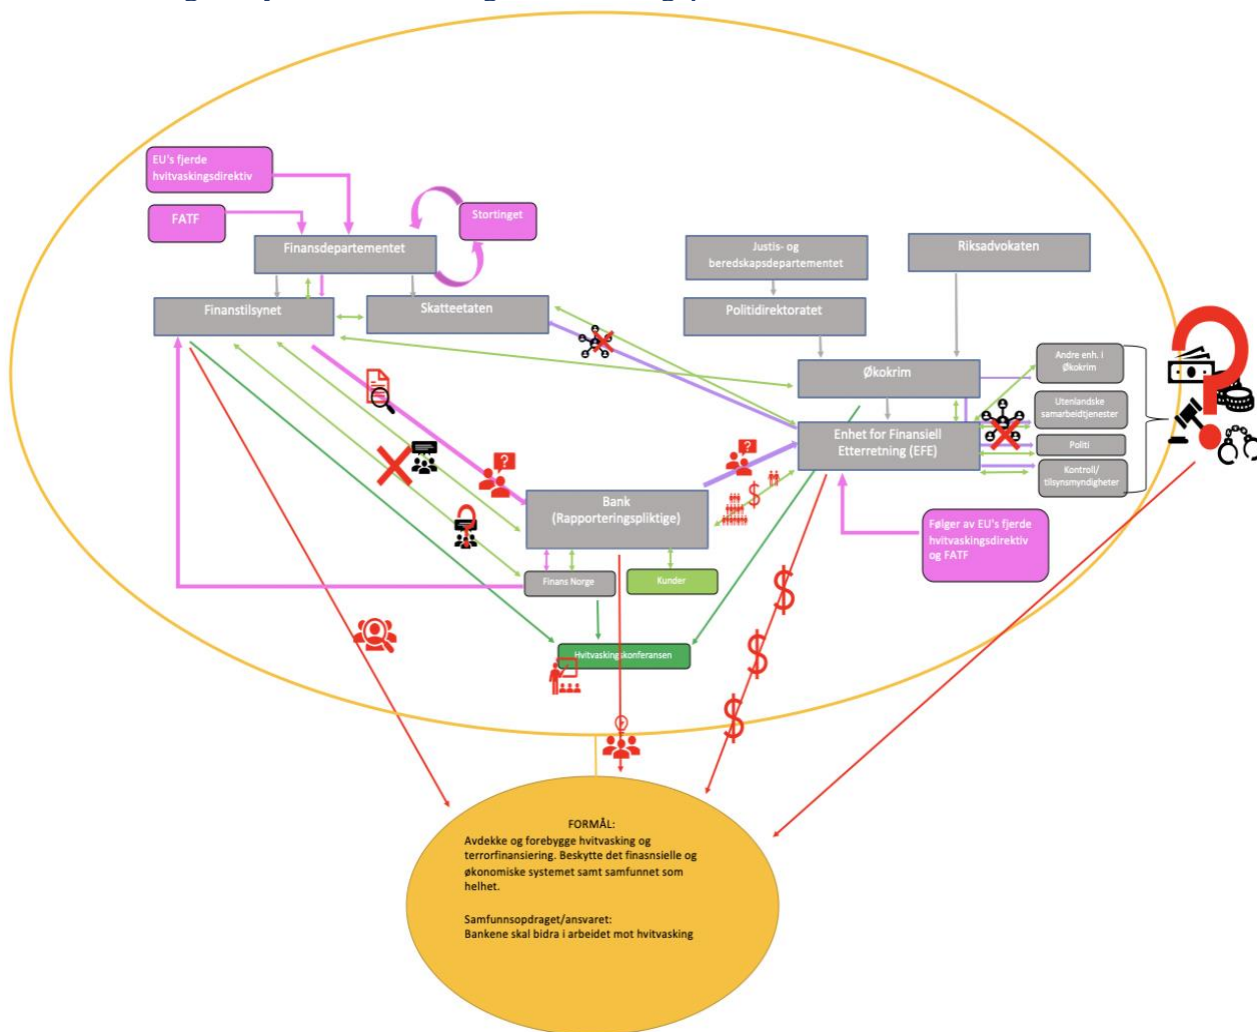 EU's fjerde
hvitvaskingsdirektiv
FATF
Stortinget
Finansdepartementet
Justis- og
beredskapsdepartementet
Riksadvokaten
Finanstilsynet
Skatteetaten
Politidirektoratet
Økokrim
Andre enh. i
Økokrim
Utenlandske
samarbeidtjenester
Enhet for Finansiell
Etterretning (EFE)
Politi
Kontroll/
tilsynsmyndigheter
Bank
(Rapporteringspliktige)
Følger av EU's fjerde
hvitvaskingsdirektiv
og FATF
Finans Norge
Kunder
Hvitvaskingskonferansen
FORMÅL:
Avdekke og forebygge hvitvasking og
terrorfinansiering. Beskytte det finasnsielle og
økonomiske systemet samt samfunnet som
helhet.
Samfunnsopdraget/ansvaret:
Bankene skal bidra i arbeidet mot hvitvasking